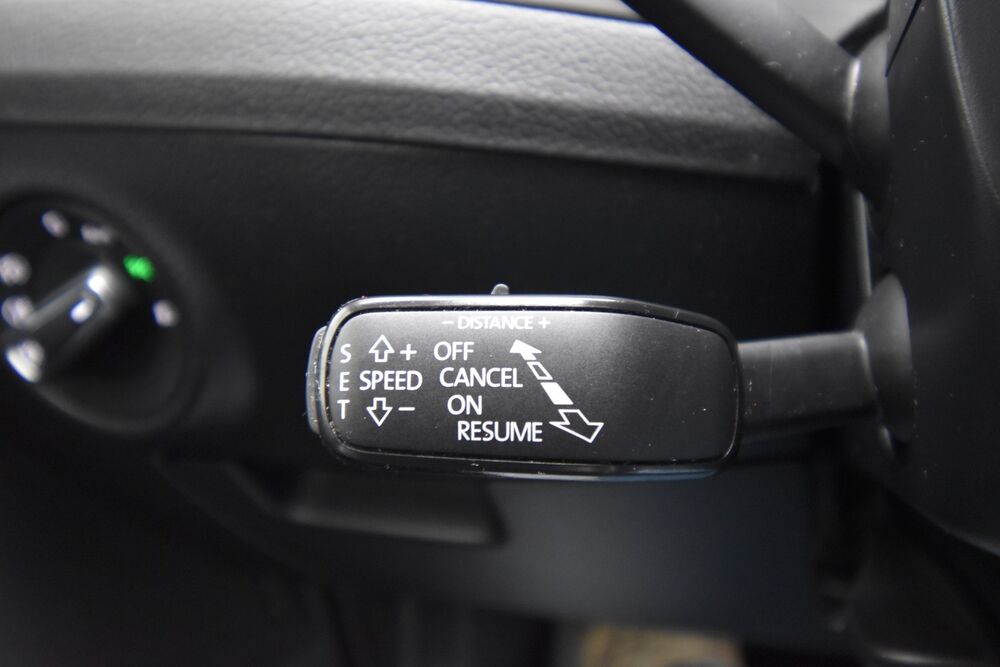 - DISTANCE +
S + OFF
E SPEED CANCEL
T - ON
RESUME